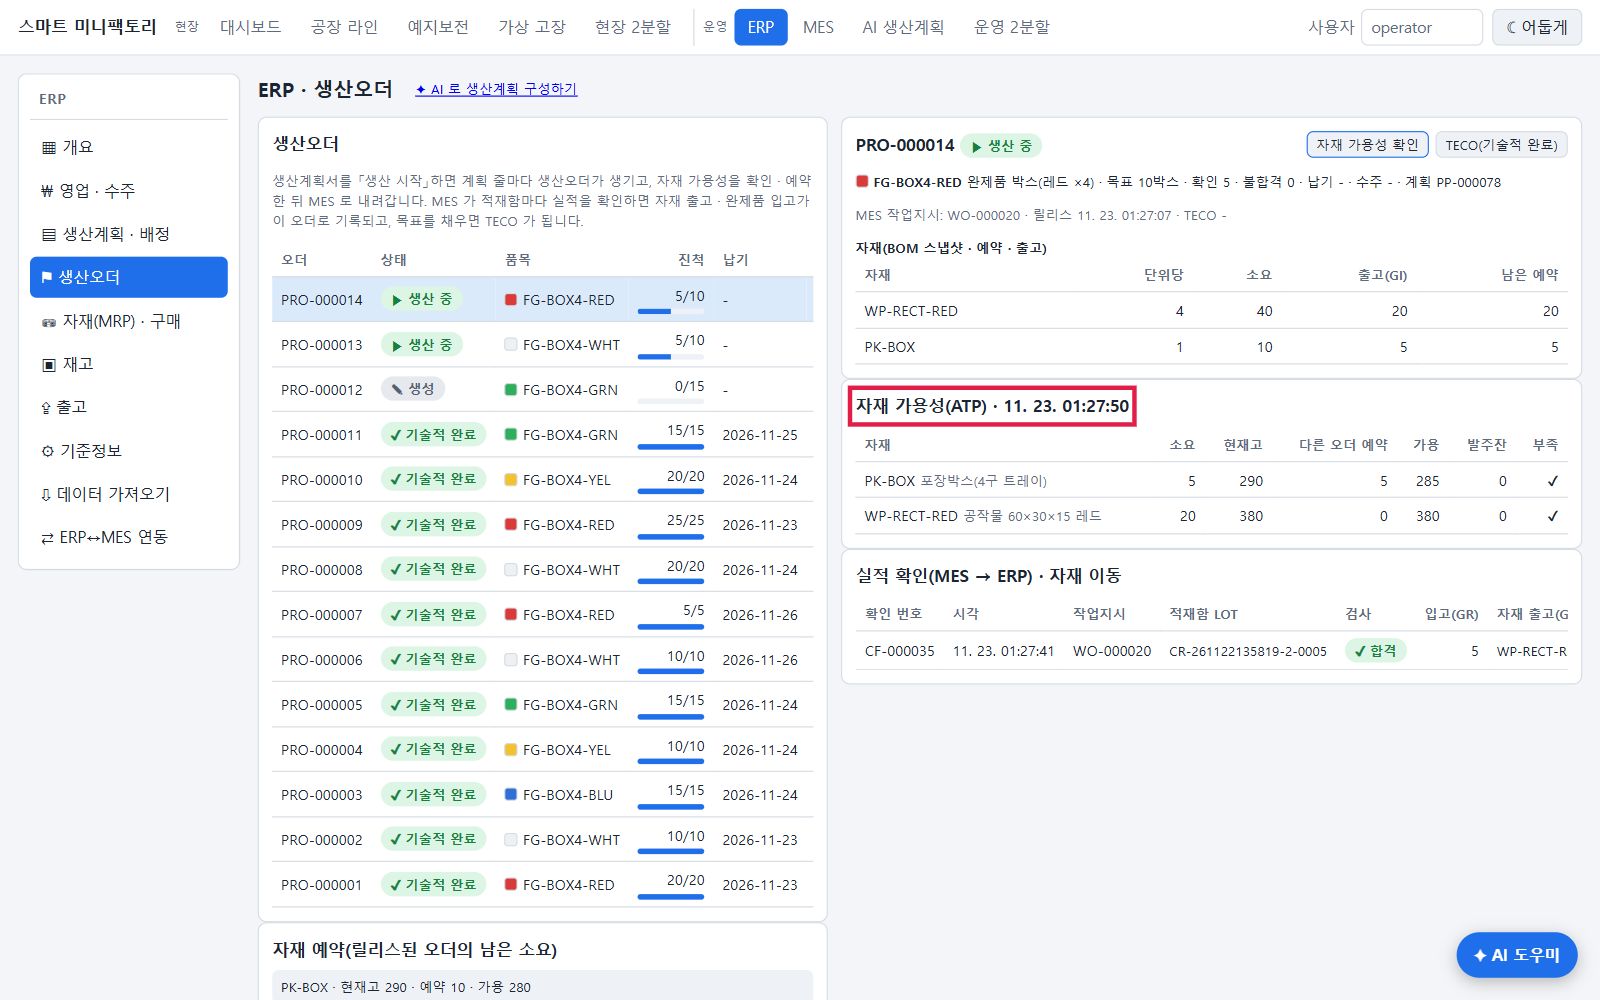 스마트 미니팩토리 현장 대시보드 공장 라인 예지보전 가상 고장 현장 2분할 운영 ERP MES AI 생산계획 운영 2분할 사용자 operator ☾ 어둡게
ERP
▦ 개요
₩ 영업 · 수주
▤ 생산계획 · 배정
⚑ 생산오더
자재(MRP) · 구매
▣ 재고
⇪ 출고
⚙ 기준정보
⇩ 데이터 가져오기
⇄ ERP↔MES 연동
ERP · 생산오더 ✦ AI 로 생산계획 구성하기
생산오더
생산계획서를 「생산 시작」하면 계획 줄마다 생산오더가 생기고, 자재 가용성을 확인 · 예약
한 뒤 MES 로 내려갑니다. MES 가 적재함마다 실적을 확인하면 자재 출고 · 완제품 입고가
이 오더로 기록되고, 목표를 채우면 TECO 가 됩니다.
오더 상태 품목 진척 납기
PRO-000014 ▶ 생산 중 FG-BOX4-RED 5/10 -
PRO-000013 ▶ 생산 중 FG-BOX4-WHT 5/10 -
PRO-000012 ✎ 생성 FG-BOX4-GRN 0/15 -
PRO-000011 ✔ 기술적 완료 FG-BOX4-GRN 15/15 2026-11-25
PRO-000010 ✔ 기술적 완료 FG-BOX4-YEL 20/20 2026-11-24
PRO-000009 ✔ 기술적 완료 FG-BOX4-RED 25/25 2026-11-23
PRO-000008 ✔ 기술적 완료 FG-BOX4-WHT 20/20 2026-11-24
PRO-000007 ✔ 기술적 완료 FG-BOX4-RED 5/5 2026-11-26
PRO-000006 ✔ 기술적 완료 FG-BOX4-WHT 10/10 2026-11-26
PRO-000005 ✔ 기술적 완료 FG-BOX4-GRN 15/15 2026-11-24
PRO-000004 ✔ 기술적 완료 FG-BOX4-YEL 10/10 2026-11-24
PRO-000003 ✔ 기술적 완료 FG-BOX4-BLU 15/15 2026-11-24
PRO-000002 ✔ 기술적 완료 FG-BOX4-WHT 10/10 2026-11-23
PRO-000001 ✔ 기술적 완료 FG-BOX4-RED 20/20 2026-11-23
자재 예약(릴리스된 오더의 남은 소요)
PK-BOX · 현재고 290 · 예약 10 · 가용 280
PRO-000014 ▶ 생산 중 자재 가용성 확인 TECO(기술적 완료)
FG-BOX4-RED 완제품 박스(레드 ×4) · 목표 10박스 · 확인 5 · 불합격 0 · 납기 - · 수주 - · 계획 PP-000078
MES 작업지시: WO-000020 · 릴리스 11. 23. 01:27:07 · TECO -
자재(BOM 스냅샷 · 예약 · 출고)
자재 단위당 소요 출고(GI) 남은 예약
WP-RECT-RED 4 40 20 20
PK-BOX 1 10 5 5
자재 가용성(ATP) · 11. 23. 01:27:50
자재 소요 현재고 다른 오더 예약 가용 발주잔 부족
PK-BOX 포장박스(4구 트레이) 5 290 5 285 0 ✓
WP-RECT-RED 공작물 60×30×15 레드 20 380 0 380 0 ✓
실적 확인(MES → ERP) · 자재 이동
확인 번호 시각 작업지시 적재함 LOT 검사 입고(GR) 자재 출고(G
CF-000035 11. 23. 01:27:41 WO-000020 CR-261122135819-2-0005 ✔ 합격 5 WP-RECT-R
✦ AI 도우미